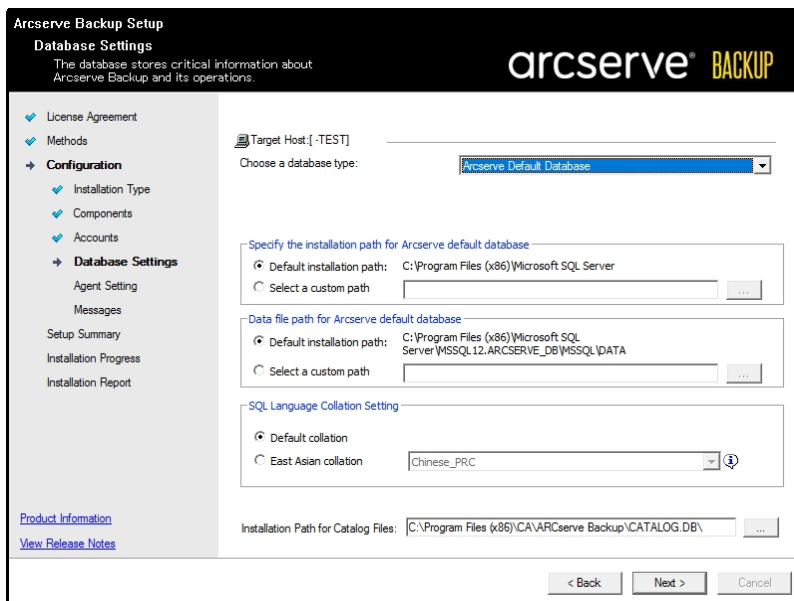 Arcserve Backup Setup
Database Settings
The database stores critical information about
Arcserve Backup and its operations.
arcserve® BACKUP
License Agreement
Methods
Configuration
Installation Type
Components
Accounts
Database Settings
Agent Setting
Messages
Setup Summary
Installation Progress
Installation Report
Product Information
View Release Notes
Target Host:[ -TEST]
Choose a database type: Arcserve Default Database
Specify the installation path for Arcserve default database
Default installation path: C:\Program Files (x86)\Microsoft SQL Server
Select a custom path ...
Data file path for Arcserve default database
Default installation path: C:\Program Files (x86)\Microsoft SQL
Server\MSSQL12.ARCSERVE_DB\MSSQL\DATA
Select a custom path ...
SQL Language Collation Setting
Default collation
East Asian collation Chinese_PRC
Installation Path for Catalog Files: C:\Program Files (x86)\CA\ARCserve Backup\CATALOG.DB\ ...
< Back Next > Cancel